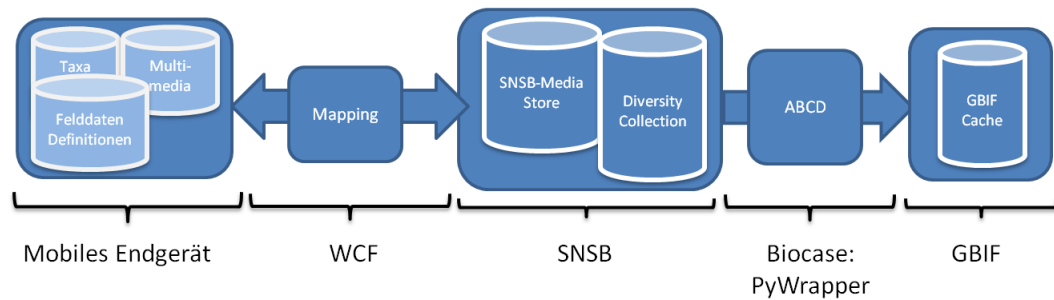 Taxa
Multi-
media
Felddaten
Definitionen
Mapping
SNSB-Media
Store
Diversity
Collection
ABCD
GBIF
Cache
Mobiles Endgerät
WCF
SNSB
Biocase:
PyWrapper
GBIF